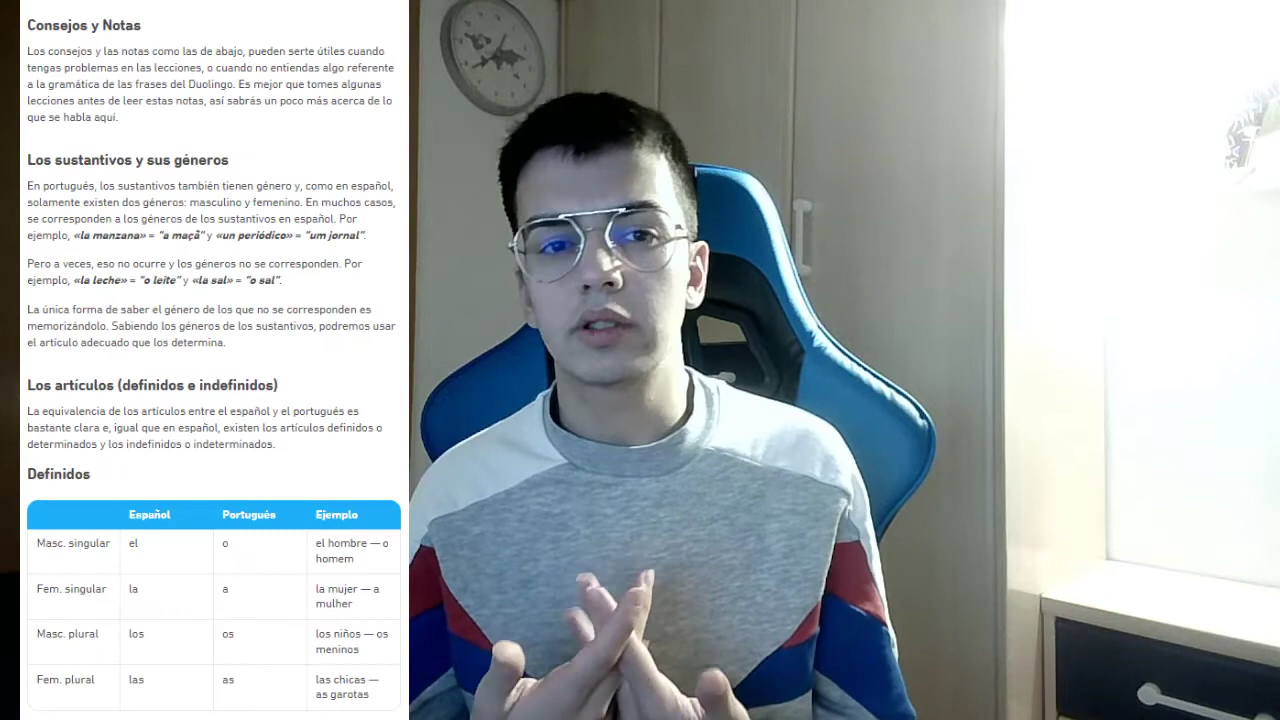 Consejos y Notas
Los consejos y las notas como las de abajo, pueden serte útiles cuando
tengas problemas en las lecciones, o cuando no entiendas algo referente
a la gramática de las frases del Duolingo. Es mejor que tomes algunas
lecciones antes de leer estas notas, así sabrás un poco más acerca de lo
que se habla aquí.
Los sustantivos y sus géneros
En portugués, los sustantivos también tienen género y, como en español,
solamente existen dos géneros: masculino y femenino. En muchos casos,
se corresponden a los géneros de los sustantivos en español. Por
ejemplo, «la manzana» = "a maçã" y «un periódico» = "um jornal".
Pero a veces, eso no ocurre y los géneros no se corresponden. Por
ejemplo, «la leche» = "o leite" y «la sal» = "o sal".
La única forma de saber el género de los que no se corresponden es
memorizándolo. Sabiendo los géneros de los sustantivos, podremos usar
el artículo adecuado que los determina.
Los artículos (definidos e indefinidos)
La equivalencia de los artículos entre el español y el portugués es
bastante clara e, igual que en español, existen los artículos definidos o
determinados y los indefinidos o indeterminados.
Definidos
Español Portugués Ejemplo
Masc. singular el o el hombre — o
homem
Fem. singular la a la mujer — a
mulher
Masc. plural los os los niños — os
meninos
Fem. plural las as las chicas —
as garotas